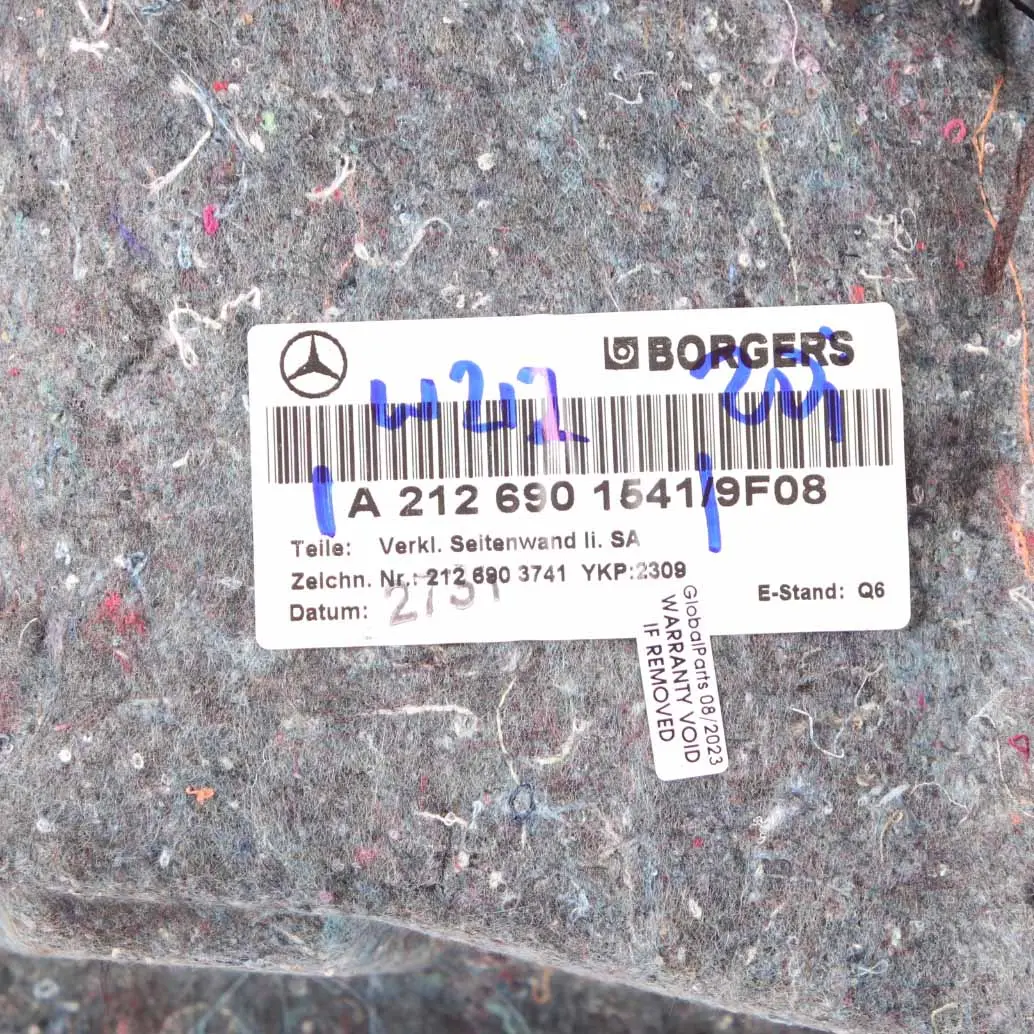 BORGERS
W212
A 212 690 1541/9F08
Teile: Verkl. Seitenwand li. SA
Zeichn. Nr.: 212 690 3741 YKP:2309
E-Stand: Q6
Datum: 2731
GlobalParts 08/2023
WARRANTY VOID
IF REMOVED